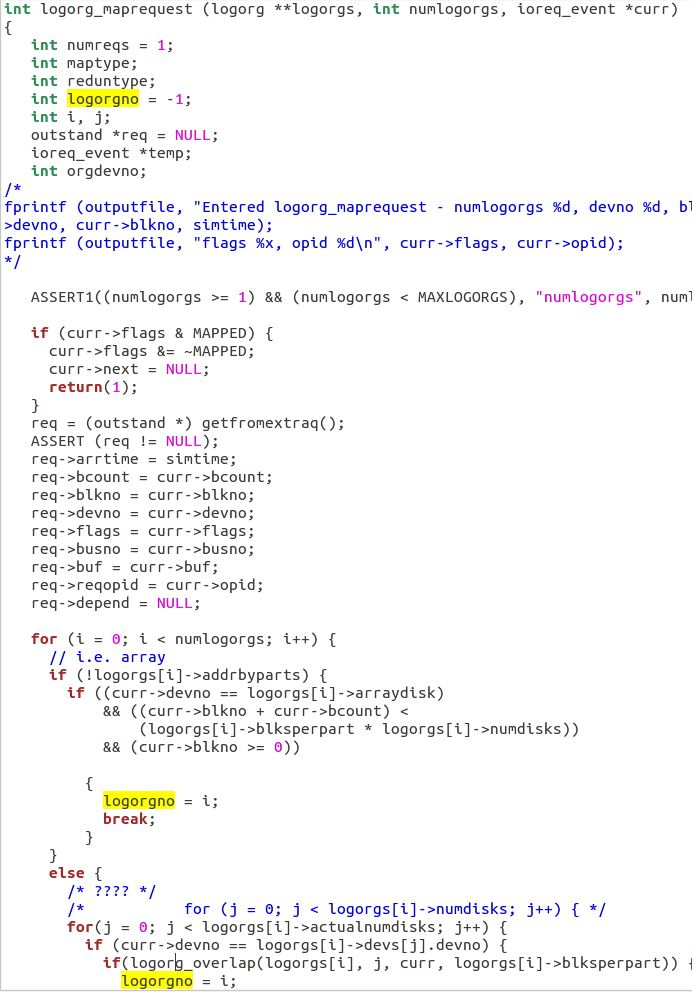 int logorg_maprequest (logorg **logorgs, int numlogorgs, ioreq_event *curr)
{
   int numreqs = 1;
   int maptype;
   int reduntype;
   int logorgno = -1;
   int i, j;
   outstand *req = NULL;
   ioreq_event *temp;
   int orgdevno;
/*
fprintf (outputfile, "Entered logorg_maprequest - numlogorgs %d, devno %d, bl
>devno, curr->blkno, simtime);
fprintf (outputfile, "flags %x, opid %d\n", curr->flags, curr->opid);
*/

   ASSERT1((numlogorgs >= 1) && (numlogorgs < MAXLOGORGS), "numlogorgs", numl

   if (curr->flags & MAPPED) {
     curr->flags &= ~MAPPED;
     curr->next = NULL;
     return(1);
   }
   req = (outstand *) getfromextraq();
   ASSERT (req != NULL);
   req->arrtime = simtime;
   req->bcount = curr->bcount;
   req->blkno = curr->blkno;
   req->devno = curr->devno;
   req->flags = curr->flags;
   req->busno = curr->busno;
   req->buf = curr->buf;
   req->reqopid = curr->opid;
   req->depend = NULL;

   for (i = 0; i < numlogorgs; i++) {
     // i.e. array
     if (!logorgs[i]->addrbyparts) {
       if ((curr->devno == logorgs[i]->arraydisk)
           && ((curr->blkno + curr->bcount) <
               (logorgs[i]->blksperpart * logorgs[i]->numdisks))
           && (curr->blkno >= 0))

         {
           logorgno = i;
           break;
         }
     }
     else {
       /* ???? */
       /*           for (j = 0; j < logorgs[i]->numdisks; j++) { */
       for(j = 0; j < logorgs[i]->actualnumdisks; j++) {
         if (curr->devno == logorgs[i]->devs[j].devno) {
           if(logorg_overlap(logorgs[i], j, curr, logorgs[i]->blksperpart)) {
             logorgno = i;